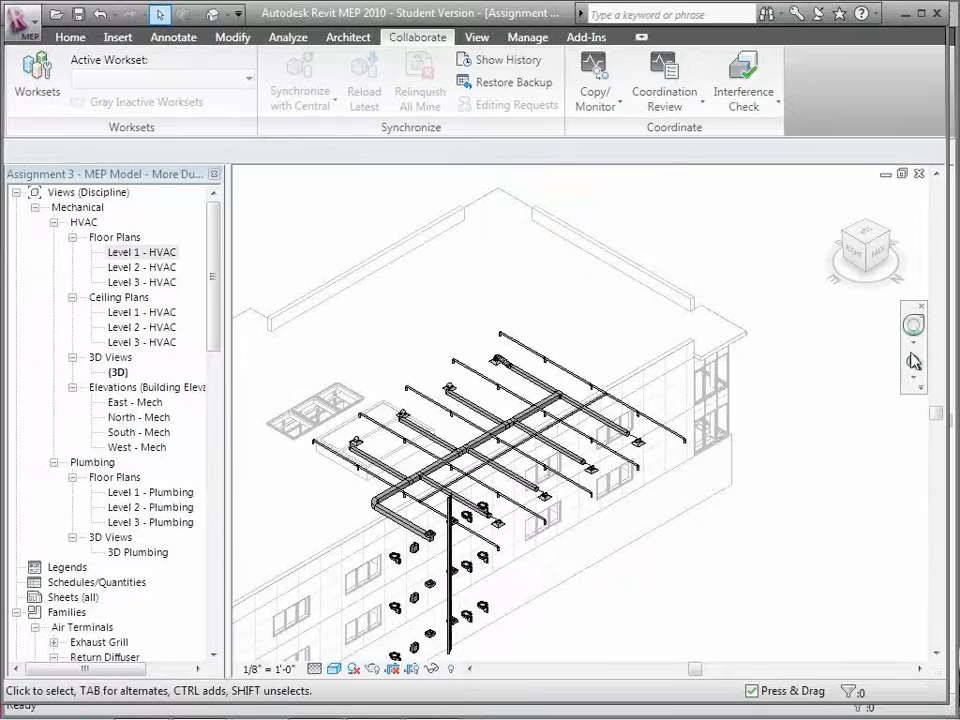 Autodesk Revit MEP 2010 - Student Version - [Assignment ...
Type a keyword or phrase
MEP
Home Insert Annotate Modify Analyze Architect Collaborate View Manage Add-Ins
Worksets
Active Workset:
Gray Inactive Worksets
Worksets
Synchronize with Central
Reload Latest
Relinquish All Mine
Show History
Restore Backup
Editing Requests
Synchronize
Copy/ Monitor
Coordination Review
Interference Check
Coordinate
Assignment 3 - MEP Model - More Du...
Views (Discipline)
Mechanical
HVAC
Floor Plans
Level 1 - HVAC
Level 2 - HVAC
Level 3 - HVAC
Ceiling Plans
Level 1 - HVAC
Level 2 - HVAC
Level 3 - HVAC
3D Views
{3D}
Elevations (Building Eleva
East - Mech
North - Mech
South - Mech
West - Mech
Plumbing
Floor Plans
Level 1 - Plumbing
Level 2 - Plumbing
Level 3 - Plumbing
3D Views
3D Plumbing
Legends
Schedules/Quantities
Sheets (all)
Families
Air Terminals
Exhaust Grill
Return Diffuser
1/8" = 1'-0"
Click to select, TAB for alternates, CTRL adds, SHIFT unselects.
Press & Drag
:0
Ready
:0